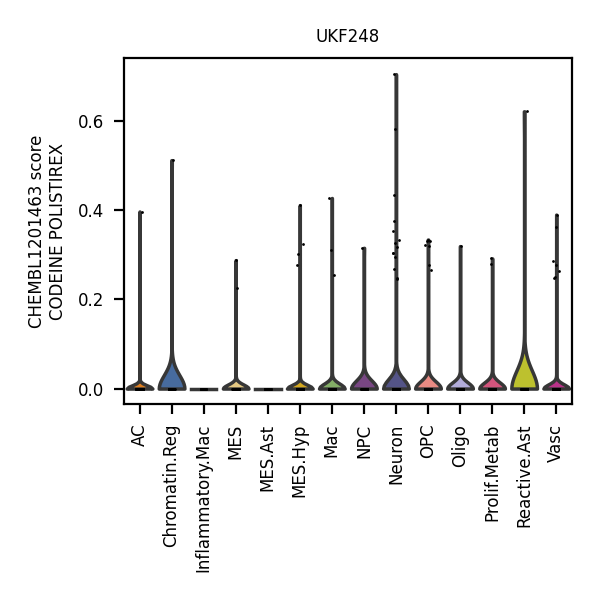 UKF248
CHEMBL1201463 score
CODEINE POLISTIREX
0.6
0.4
0.2
0.0
AC
Chromatin.Reg
Inflammatory.Mac
MES
MES.Ast
MES.Hyp
Mac
NPC
Neuron
OPC
Oligo
Prolif.Metab
Reactive.Ast
Vasc